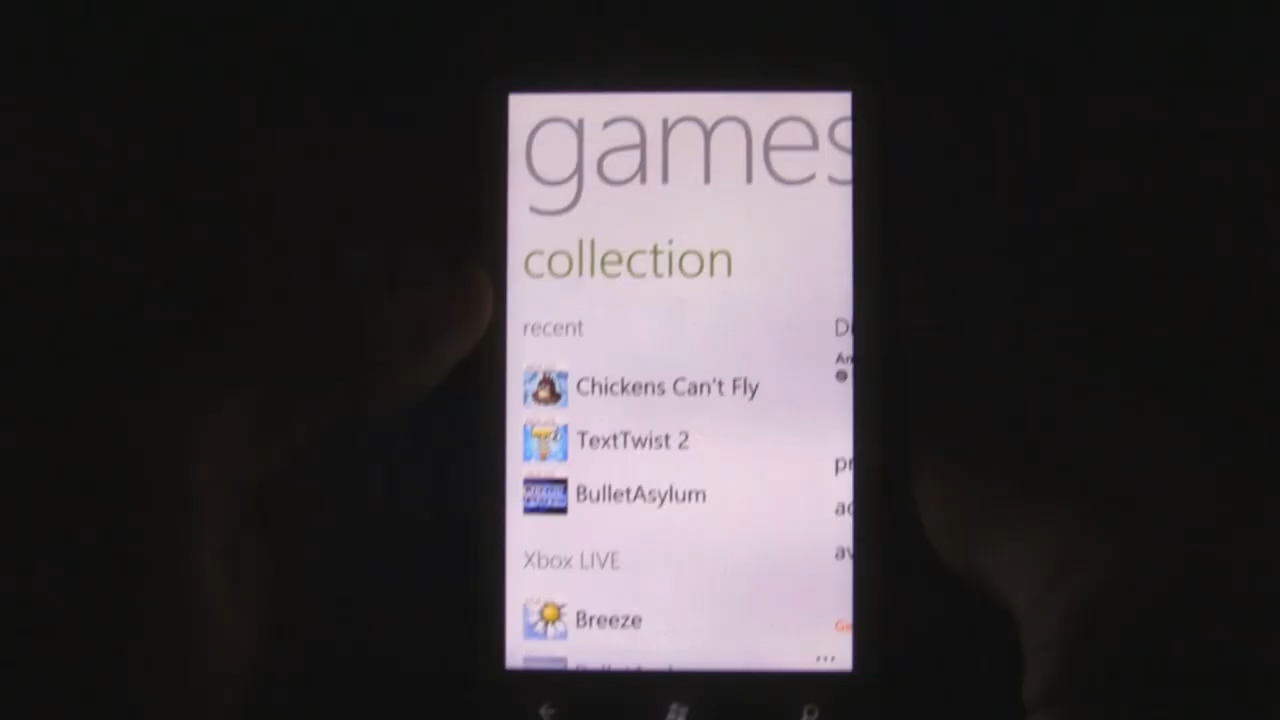 games
collection
recent
Chickens Can't Fly
TextTwist 2
BulletAsylum
Xbox LIVE
Breeze
...